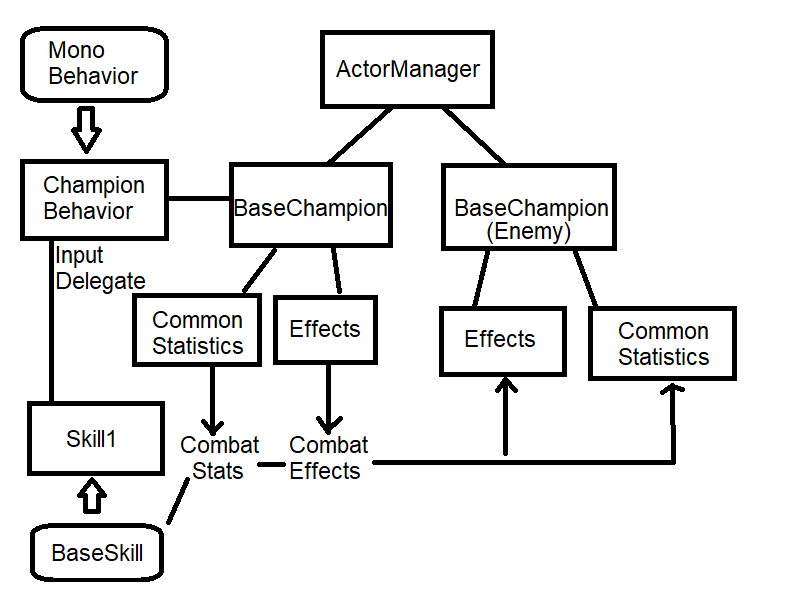 Mono
Behavior
ActorManager
Champion
Behavior
BaseChampion
BaseChampion
(Enemy)
Input
Delegate
Common
Statistics
Effects
Effects
Common
Statistics
Skill1
Combat
Stats
Combat
Effects
BaseSkill